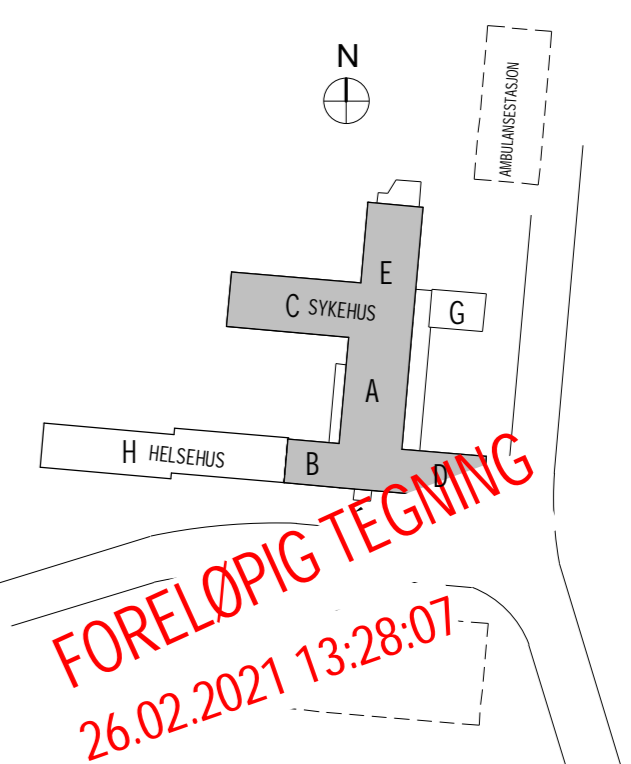 N
AMBULANSESTASJON
E
C SYKEHUS
G
A
H HELSEHUS
B
D
FORELØPIG TEGNING
26.02.2021 13:28:07